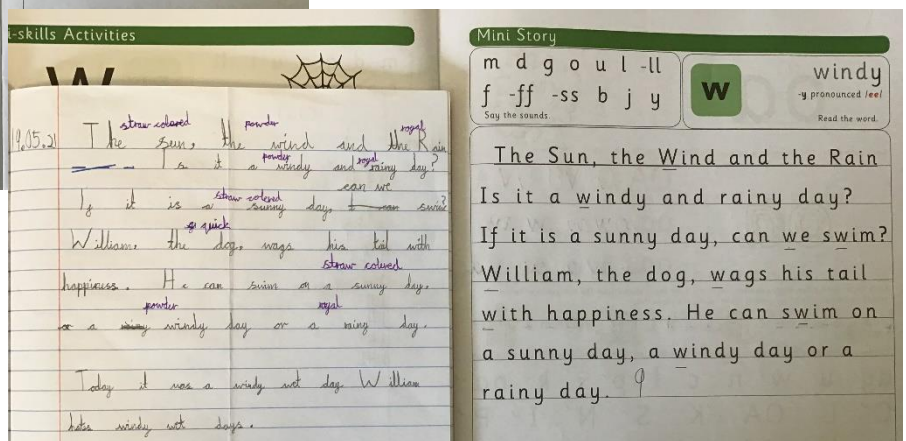 i-skills Activities
w
19.05.21
straw colored powder royal
The sun, the wind and the Rain
powder royal
Is it a windy and rainy day?
can we
straw colored
If it is a sunny day, swim?
quick
William, the dog, wags his tail with
straw colored
happiness. He can swim on a sunny day,
powder royal
a windy day or a rainy day.
Today it was a windy wet day. William
hates windy wet days.
Mini Story
m d g o u l -ll
f -ff -ss b j y
Say the sounds.
w
windy
-y pronounced /ee/
Read the word.
The Sun, the Wind and the Rain
Is it a windy and rainy day?
If it is a sunny day, can we swim?
William, the dog, wags his tail
with happiness. He can swim on
a sunny day, a windy day or a
rainy day.